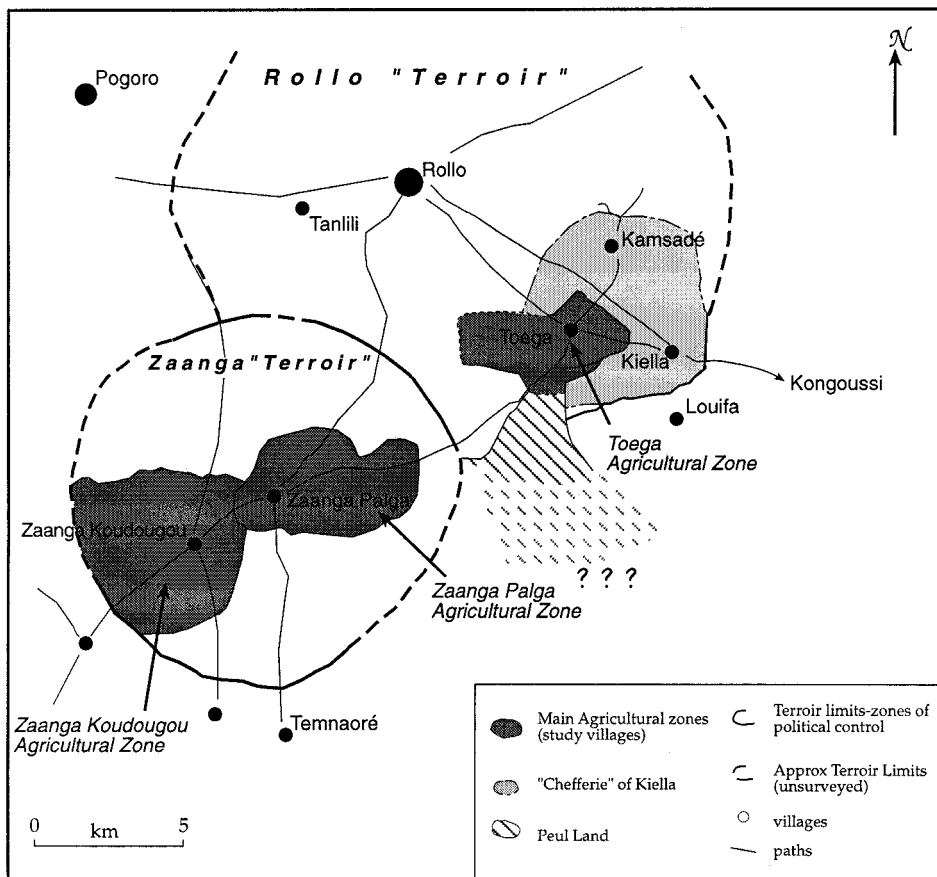 N
Pogoro
Rollo "Terroir"
Rollo
Tanlili
Kamsadé
Toega
Kiella
Kongoussi
Louifa
Zaanga "Terroir"
Toega
Agricultural Zone
Zaanga Palga
Zaanga Koudougou
? ? ?
Zaanga Palga
Agricultural Zone
Temnaoré
Zaanga Koudougou
Agricultural Zone
0 km 5
Main Agricultural zones
(study villages)
"Chefferie" of Kiella
Peul Land
Terroir limits-zones of
political control
Approx Terroir Limits
(unsurveyed)
villages
paths